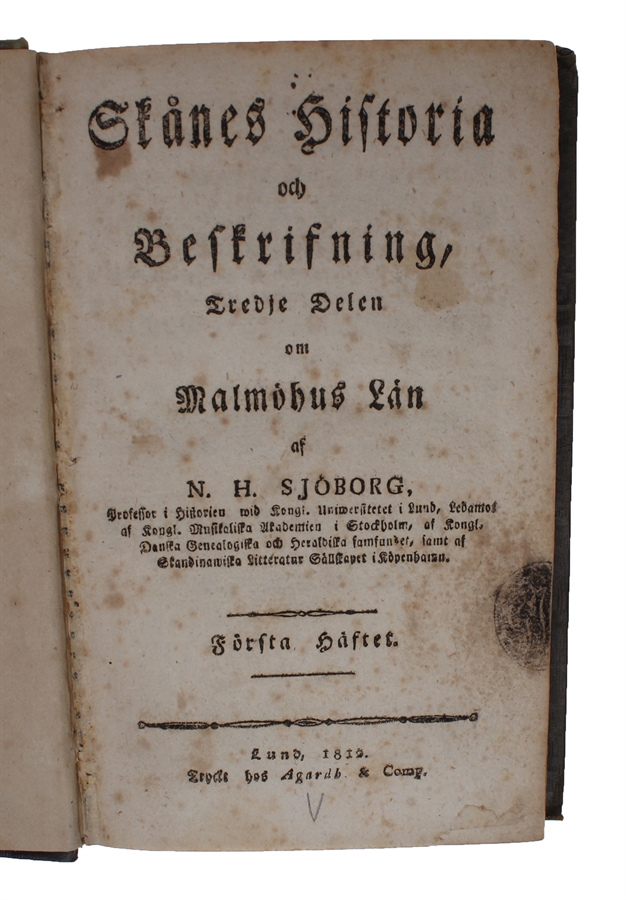 Skånes Historia
och
Beskrifning,
Tredje Delen
om
Malmöhus Län
af
N. H. SJÖBORG,
Professor i Historien wid Kongl. Uniwersitetet i Lund, Ledamot
af Kongl. Musikaliska Akademien i Stockholm, af Kongl.
Danska Genealogiska och Heraldiska samfundet, samt af
Skandinawiska Litteratur Sällskapet i Köpenhamn.
Första Häftet.
Lund,
Tryckt hos Agardh & Comp.
V